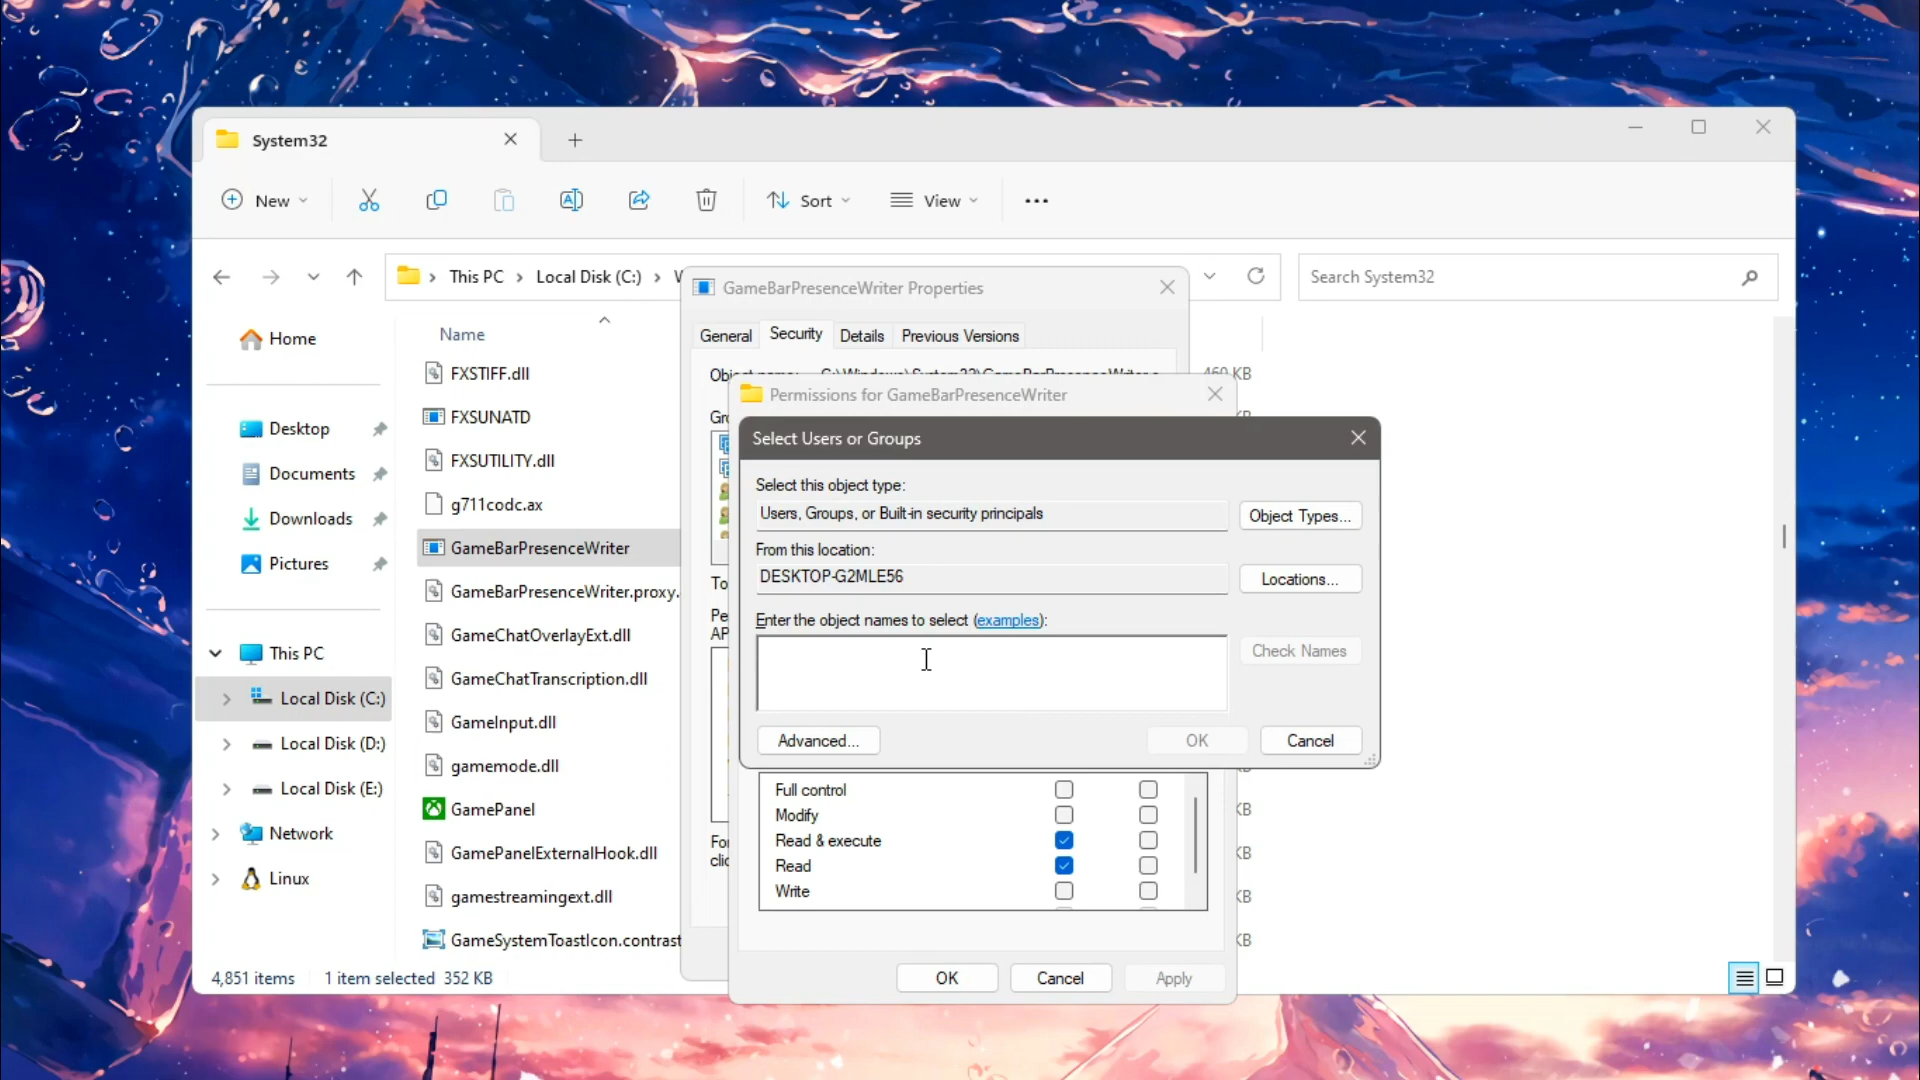 System32
New
Sort
View
This PC
Local Disk (C:)
Search System32
Home
Desktop
Documents
Downloads
Pictures
This PC
Local Disk (C:)
Local Disk (D:)
Local Disk (E:)
Network
Linux
Name
FXSTIFF.dll
FXSUNATD
FXSUTILITY.dll
g711codc.ax
GameBarPresenceWriter
GameBarPresenceWriter.proxy.
GameChatOverlayExt.dll
GameChatTranscription.dll
GameInput.dll
gamemode.dll
GamePanel
GamePanelExternalHook.dll
gamestreamingext.dll
GameSystemToastIcon.contrast
4,851 items
1 item selected 352 KB
GameBarPresenceWriter Properties
General
Security
Details
Previous Versions
Permissions for GameBarPresenceWriter
Select Users or Groups
Select this object type:
Users, Groups, or Built-in security principals
Object Types...
From this location:
DESKTOP-G2MLE56
Locations...
Enter the object names to select (examples):
Check Names
Advanced...
OK
Cancel
Full control
Modify
Read & execute
Read
Write
OK
Cancel
Apply